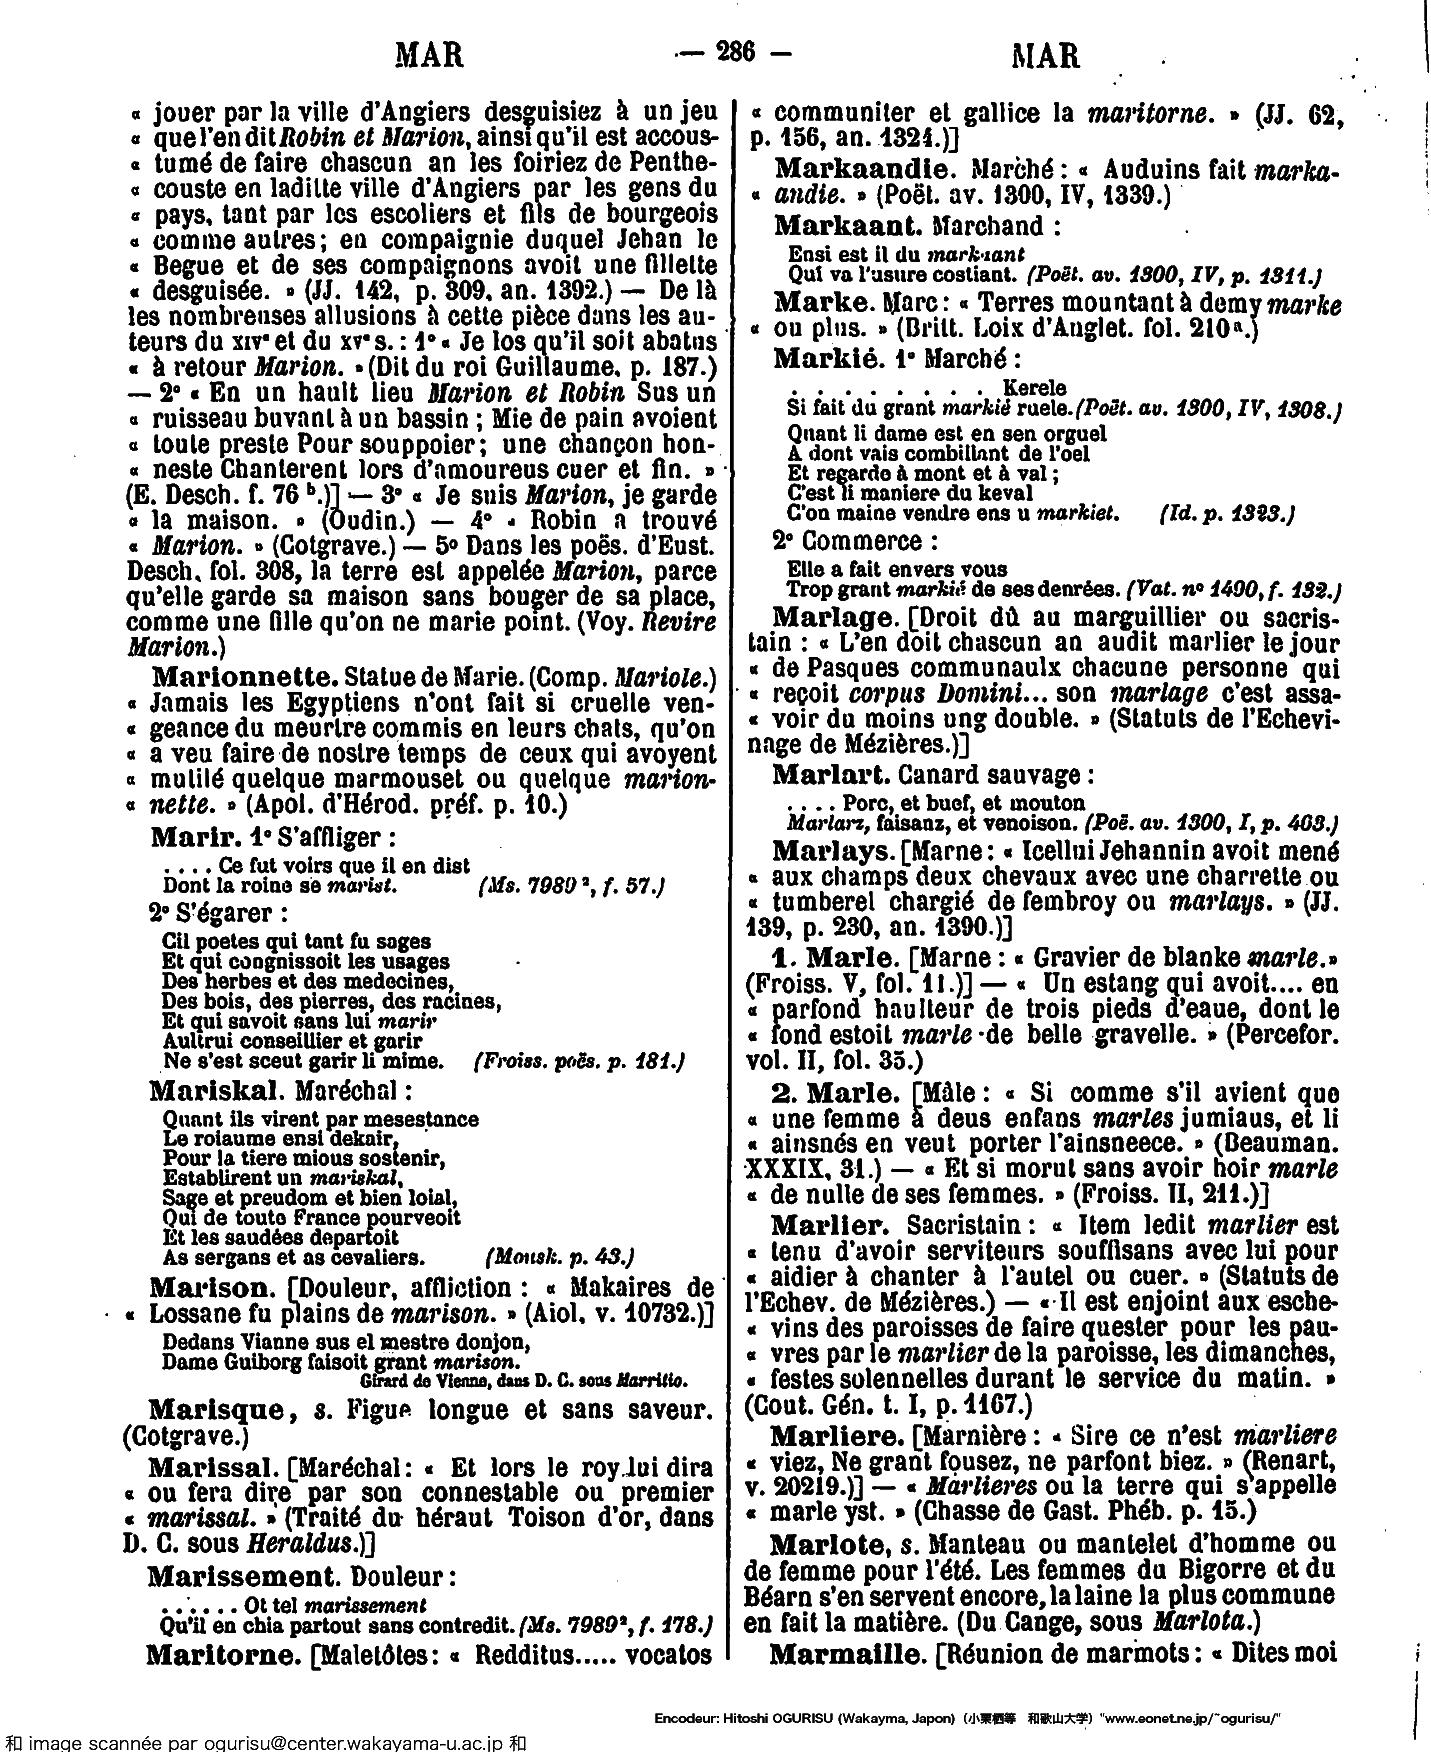 MAR — 286 — MAR
« jouer par la ville d'Angiers desguisiez à un jeu
« que l'en dit Robin et Marion, ainsi qu'il est accous-
« tumé de faire chascun an les foiriez de Penthe-
« couste en laditte ville d'Angiers par les gens du
« pays, tant par les escoliers et fils de bourgeois
« comme autres; en compaignie duquel Jehan le
« Begue et de ses compaignons avoit une fillette
« desguisée. » (JJ. 142, p. 309, an. 1392.) — De là
les nombreuses allusions à cette pièce dans les au-
teurs du XIVe et du XVe s. : 1° « Je los qu'il soit abatus
« à retour Marion. » (Dit du roi Guillaume, p. 187.)
— 2° « En un hault lieu Marion et Robin Sus un
« ruisseau buvant à un bassin ; Mie de pain avoient
« toute preste Pour souppoier; une chançon hon-
« neste Chanterent lors d'amoureus cuer et fin. »
(E. Desch. f. 76 b.)] — 3° « Je suis Marion, je garde
« la maison. » (Oudin.) — 4° « Robin a trouvé
« Marion. » (Cotgrave.) — 5° Dans les poës. d'Eust.
Desch. fol. 308, la terre est appelée Marion, parce
qu'elle garde sa maison sans bouger de sa place,
comme une fille qu'on ne marie point. (Voy. Revire
Marion.)
Marionnette. Statue de Marie. (Comp. Mariole.)
« Jamais les Egyptiens n'ont fait si cruelle ven-
« geance du meurtre commis en leurs chats, qu'on
« a veu faire de nostre temps de ceux qui avoyent
« mutilé quelque marmouset ou quelque marion-
« nette. » (Apol. d'Hérod. préf. p. 10.)
Marir. 1° S'affliger :
. . . . Ce fut voirs que il en dist
Dont la roine se marist. (Ms. 7989 2, f. 57.)
2° S'égarer :
Cil poetes qui tant fu sages
Et qui congnissoit les usages
Des herbes et des medecines,
Des bois, des pierres, des racines,
Et qui savoit sans lui marir
Aultrui conseillier et garir
Ne s'est sceut garir li mime. (Froiss. poës. p. 181.)
Mariskal. Maréchal :
Quant ils virent par mesestance
Le roiaume ensi dekair,
Pour la tiere mious sostenir,
Establirent un mariskal,
Sage et preudom et bien loial,
Qui de toute France pourveoit
Et les saudées departoit
As sergans et as cevaliers. (Mousk. p. 43.)
Marison. [Douleur, affliction : « Makaires de
« Lossane fu plains de marison. » (Aiol, v. 10732.)]
Dedans Vianne sus el mestre donjon,
Dame Guiborg faisoit grant marison.
Girard de Vienne, dans D. C. sous Marritio.
Marisque, s. Figue longue et sans saveur.
(Cotgrave.)
Marissal. [Maréchal : « Et lors le roy lui dira
« ou fera dire par son connestable ou premier
« marissal. » (Traité du héraut Toison d'or, dans
D. C. sous Heraldus.)]
Marissement. Douleur :
. . . . . . Ot tel marissement
Qu'il en chia partout sans contredit. (Ms. 7989 2, f. 178.)
Maritorne. [Maletôtes : « Redditus..... vocatos
« communiter et gallice la maritorne. » (JJ. 62,
p. 156, an. 1324.)]
Markaandie. Marché : « Auduins fait marka-
« andie. » (Poët. av. 1300, IV, 1339.)
Markaant. Marchand :
Ensi est il du markaant
Qui va l'usure costiant. (Poët. av. 1300, IV, p. 1311.)
Marke. Marc : « Terres mountant à demy marke
« ou plus. » (Britt. Loix d'Anglet. fol. 210 a.)
Markié. 1° Marché :
. . . . . . . . . . Kerele
Si fait du grant markié ruele. (Poët. av. 1300, IV, 1308.)
Quant li dame est en sen orguel
A dont vais combillant de l'oel
Et regarde à mont et à val ;
C'est li maniere du keval
C'on maine vendre ens u markiet. (Id. p. 1323.)
2° Commerce :
Elle a fait envers vous
Trop grant markié de ses denrées. (Vat. n° 1490, f. 132.)
Marlage. [Droit dû au marguillier ou sacris-
tain : « L'en doit chascun an audit marlier le jour
« de Pasques communaulx chacune personne qui
« reçoit corpus Domini... son marlage c'est assa-
« voir du moins ung double. » (Statuts de l'Echevi-
nage de Mézières.)]
Marlart. Canard sauvage :
. . . . Porc, et buef, et mouton
Marlarz, faisanz, et venoison. (Poë. av. 1300, I, p. 403.)
Marlays. [Marne : « Icellui Jehannin avoit mené
« aux champs deux chevaux avec une charrette ou
« tumberel chargié de fembroy ou marlays. » (JJ.
139, p. 230, an. 1390.)]
1. Marle. [Marne : « Gravier de blanke marle. »
(Froiss. V, fol. 11.)] — « Un estang qui avoit.... en
« parfond haulteur de trois pieds d'eaue, dont le
« fond estoit marle de belle gravelle. » (Percefor.
vol. II, fol. 35.)
2. Marle. [Mâle : « Si comme s'il avient que
« une femme a deus enfans marles jumiaus, et li
« ainsnés en veut porter l'ainsneece. » (Beauman.
XXXIX, 31.) — « Et si morut sans avoir hoir marle
« de nulle de ses femmes. » (Froiss. II, 211.)]
Marlier. Sacristain : « Item ledit marlier est
« tenu d'avoir serviteurs souffisans avec lui pour
« aidier à chanter à l'autel ou cuer. » (Statuts de
l'Echev. de Mézières.) — « Il est enjoint aux esche-
« vins des paroisses de faire quester pour les pau-
« vres par le marlier de la paroisse, les dimanches,
« festes solennelles durant le service du matin. »
(Cout. Gén. t. I, p. 1167.)
Marliere. [Marnière : « Sire ce n'est marliere
« viez, Ne grant fousez, ne parfont biez. » (Renart,
v. 20219.)] — « Marlieres ou la terre qui s'appelle
« marle yst. » (Chasse de Gast. Phéb. p. 15.)
Marlote, s. Manteau ou mantelet d'homme ou
de femme pour l'été. Les femmes du Bigorre et du
Béarn s'en servent encore, la laine la plus commune
en fait la matière. (Du Cange, sous Marlota.)
Marmaille. [Réunion de marmots : « Dites moi
Encodeur: Hitoshi OGURISU (Wakayma, Japon) (小栗栖等 和歌山大学) "www.eonet.ne.jp/~ogurisu/"
和 image scannée par ogurisu@center.wakayama-u.ac.jp 和